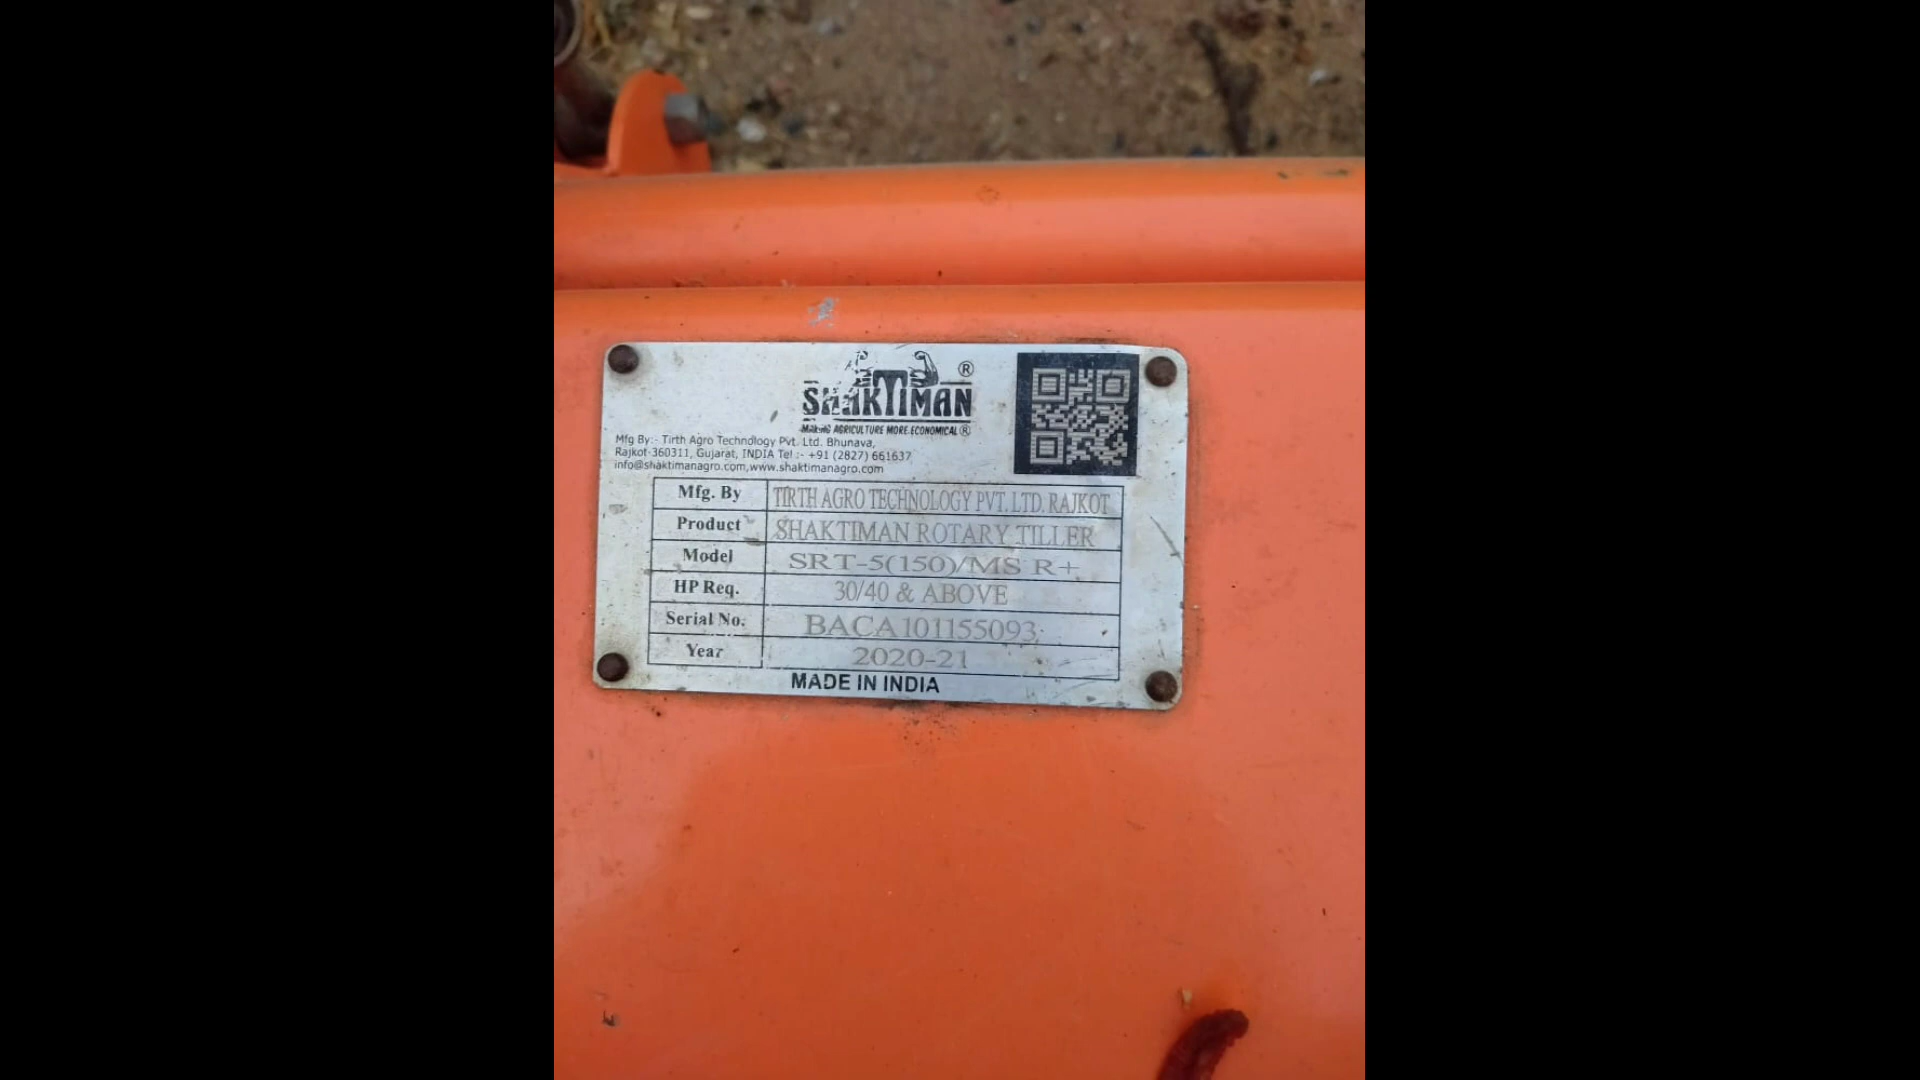 SHAKTIMAN ®
MAKING AGRICULTURE MORE ECONOMICAL ®
Mfg By:- Tirth Agro Technology Pvt. Ltd. Bhunava,
Rajkot-360311, Gujarat, INDIA Tel :- +91 (2827) 661637
info@shaktimanagro.com,www.shaktimanagro.com
Mfg. By TIRTH AGRO TECHNOLOGY PVT. LTD. RAJKOT
Product SHAKTIMAN ROTARY TILLER
Model SRT-5(150)/MS R+
HP Req. 30/40 & ABOVE
Serial No. BACA101155093
Year 2020-21
MADE IN INDIA